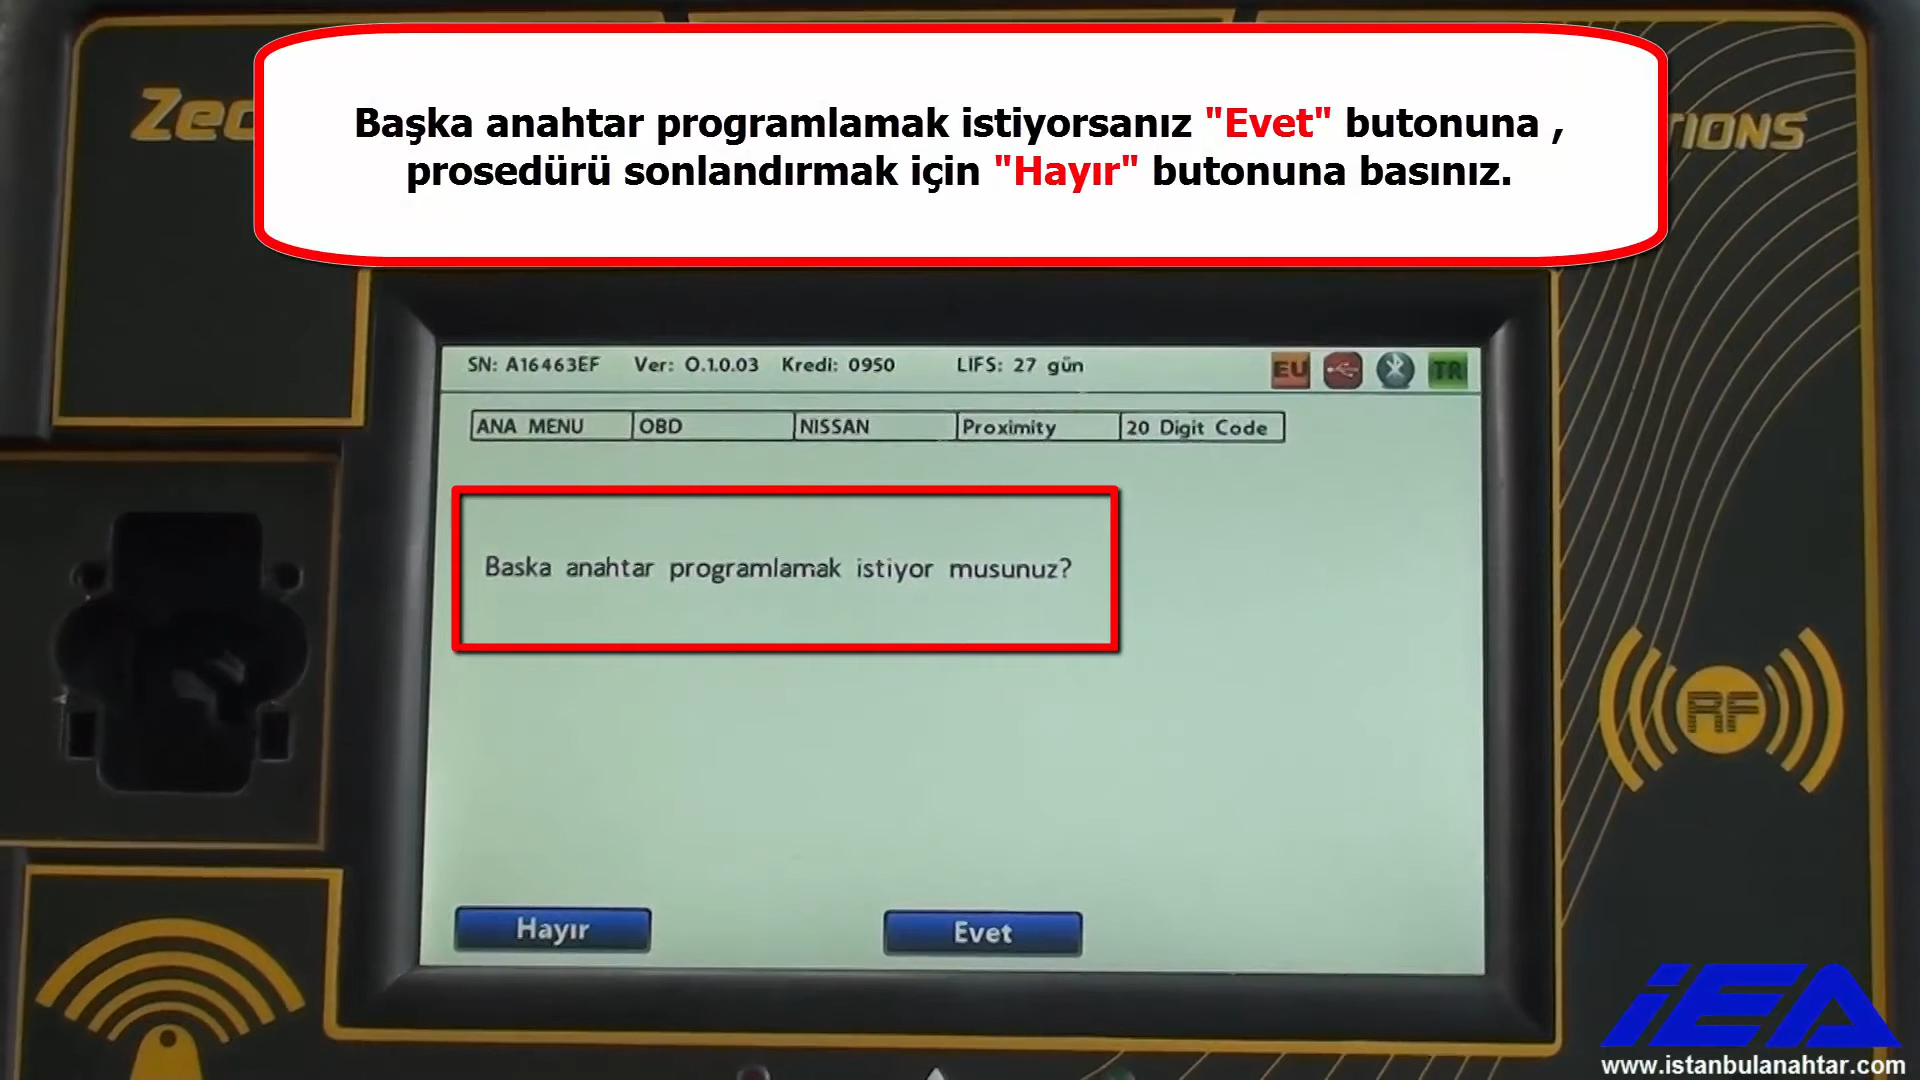 Başka anahtar programlamak istiyorsanız "Evet" butonuna ,
prosedürü sonlandırmak için "Hayır" butonuna basınız.
SN: A16463EF Ver: O.1.0.03 Kredi: 0950 LIFS: 27 gün EU TR
ANA MENU OBD NISSAN Proximity 20 Digit Code
Baska anahtar programlamak istiyor musunuz?
Hayır Evet
RF
iEA
www.istanbulanahtar.com